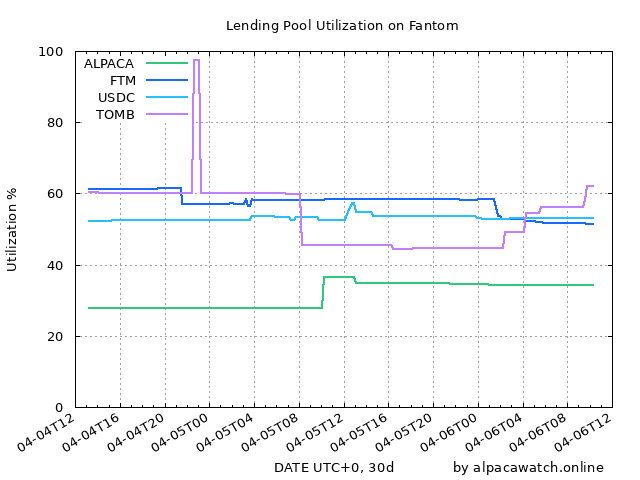 Lending Pool Utilization on Fantom
100
80
60
40
20
0
Utilization %
ALPACA
FTM
USDC
TOMB
04-04T12
04-04T16
04-04T20
04-05T00
04-05T04
04-05T08
04-05T12
04-05T16
04-05T20
04-06T00
04-06T04
04-06T08
04-06T12
DATE UTC+0, 30d
by alpacawatch.online